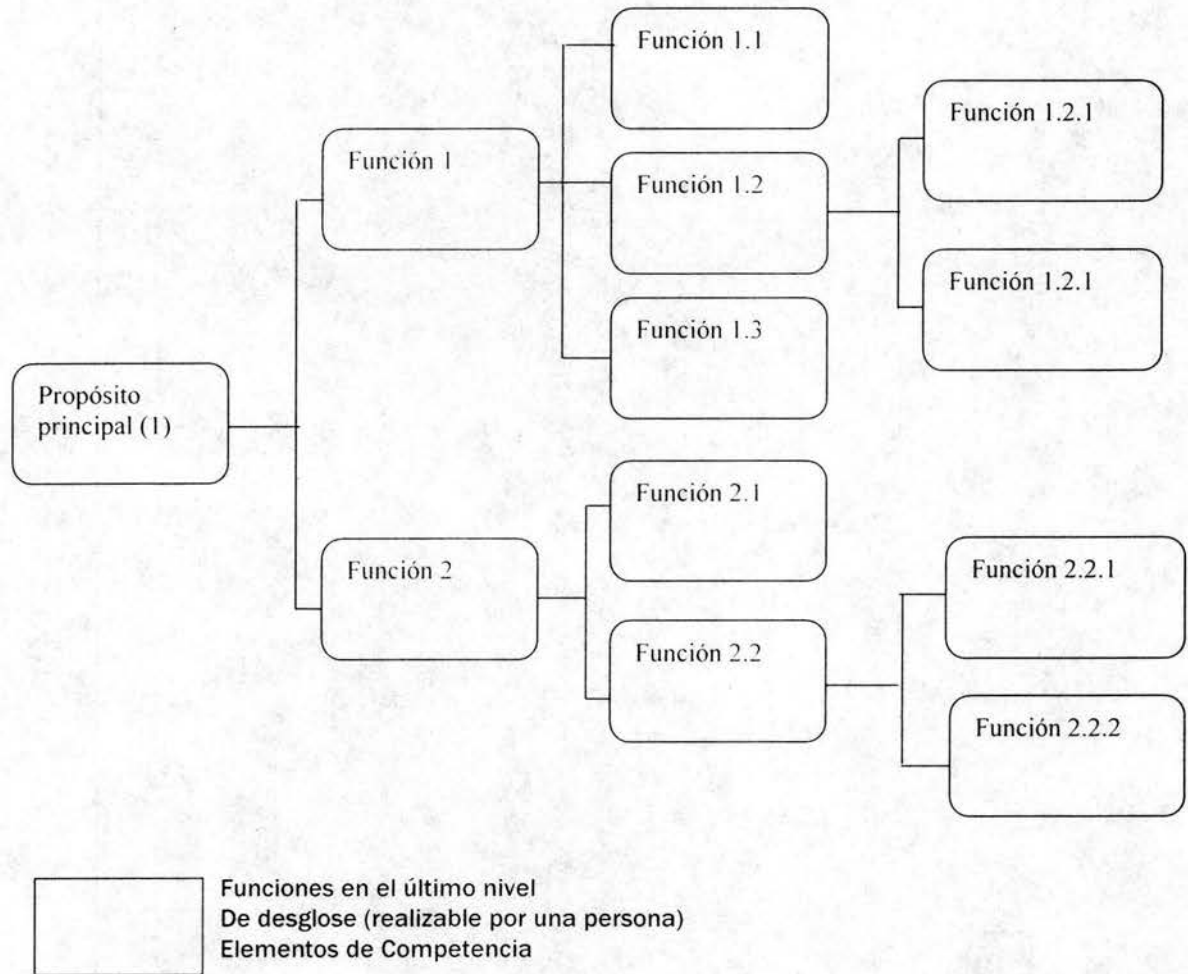 Función 1.1
Función 1.2.1
Función 1
Función 1.2
Función 1.2.1
Función 1.3
Propósito
principal (1)
Función 2.1
Función 2
Función 2.2.1
Función 2.2
Función 2.2.2
Funciones en el último nivel
De desglose (realizable por una persona)
Elementos de Competencia